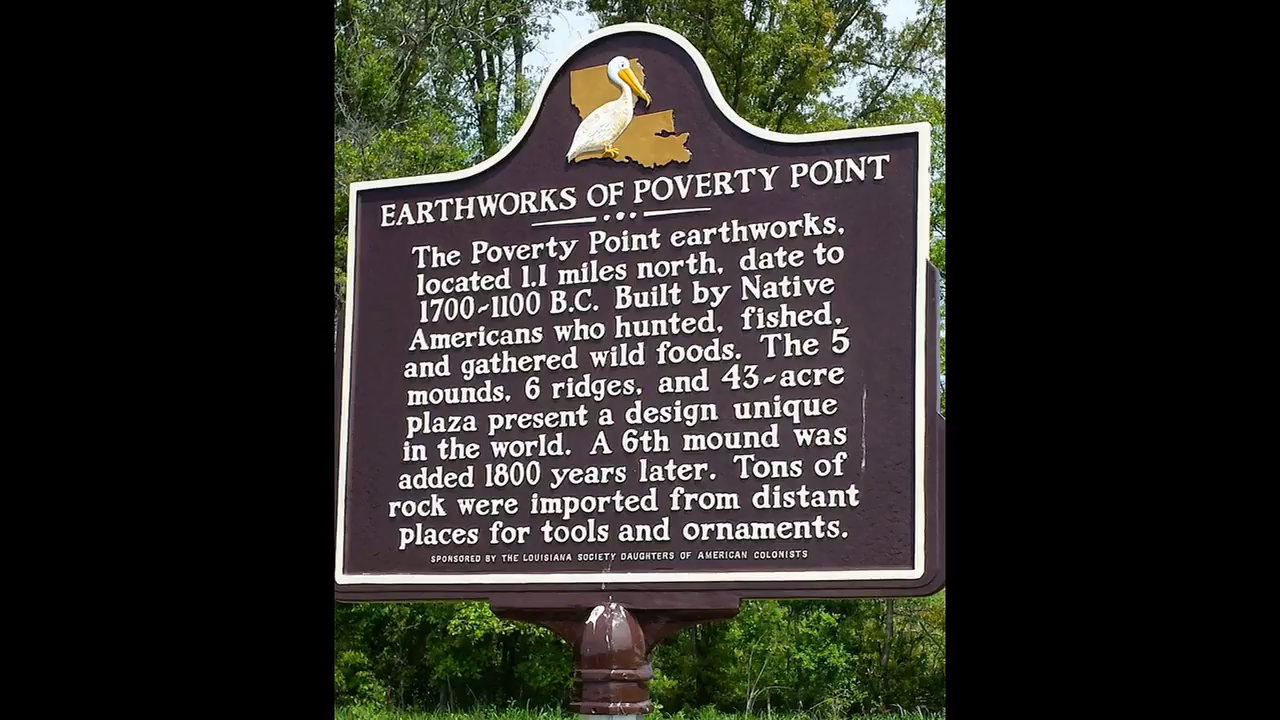 EARTHWORKS OF POVERTY POINT
The Poverty Point earthworks,
located 1.1 miles north, date to
1700~1100 B.C. Built by Native
Americans who hunted, fished,
and gathered wild foods. The 5
mounds, 6 ridges, and 43~acre
plaza present a design unique
in the world. A 6th mound was
added 1800 years later. Tons of
rock were imported from distant
places for tools and ornaments.
SPONSORED BY THE LOUISIANA SOCIETY DAUGHTERS OF AMERICAN COLONISTS